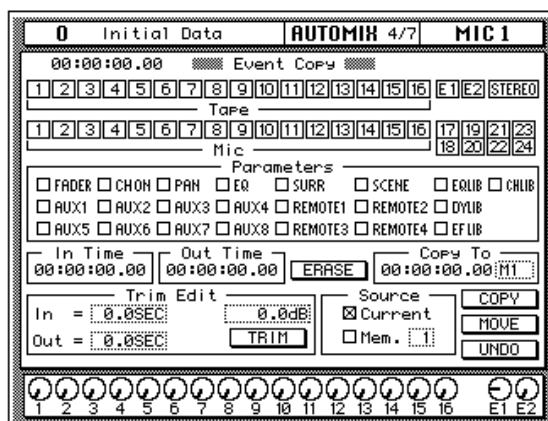 0 Initial Data AUTOMIX 4/7 MIC 1
00:00:00.00 Event Copy
1 2 3 4 5 6 7 8 9 10 11 12 13 14 15 16 E1 E2 STEREO
Tape
1 2 3 4 5 6 7 8 9 10 11 12 13 14 15 16 17 19 21 23
18 20 22 24
Mic
Parameters
FADER CHON PAN EQ SURR SCENE EQLIB CHLIB
AUX1 AUX2 AUX3 AUX4 REMOTE1 REMOTE2 DYLIB
AUX5 AUX6 AUX7 AUX8 REMOTE3 REMOTE4 EFLIB
In Time Out Time Copy To
00:00:00.00 00:00:00.00 ERASE 00:00:00.00 M1
Trim Edit Source COPY
In = 0.0SEC 0.0dB Current MOVE
Out = 0.0SEC TRIM Mem. 1 UNDO
1 2 3 4 5 6 7 8 9 10 11 12 13 14 15 16 E1 E2